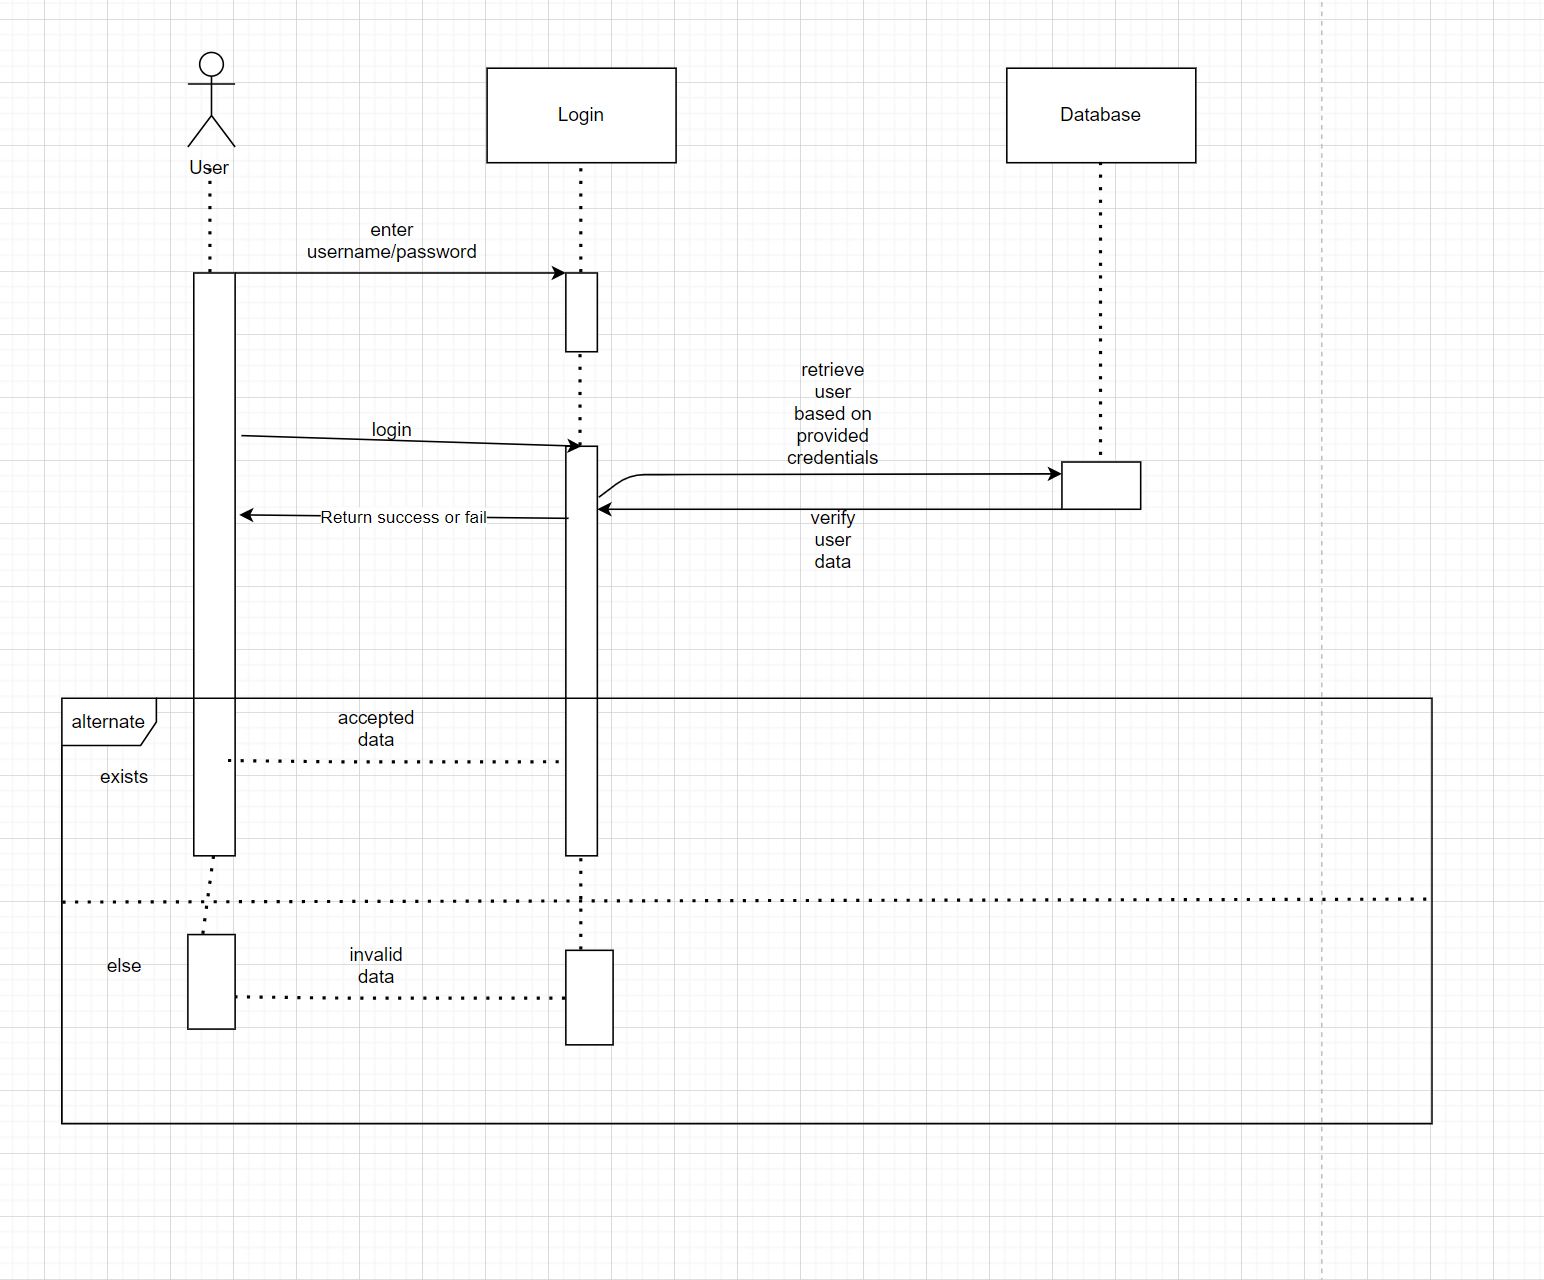 User
Login
Database
enter
username/password
login
retrieve
user
based on
provided
credentials
Return success or fail
verify
user
data
alternate
accepted
data
exists
else
invalid
data